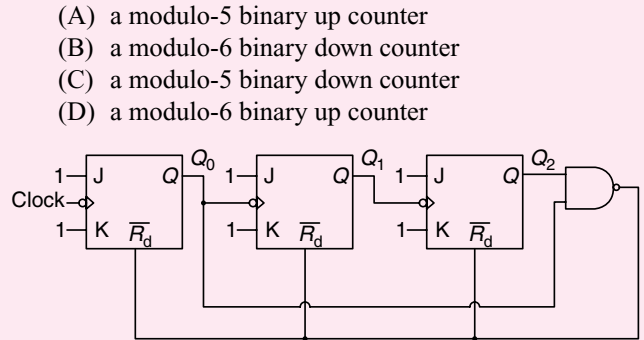 (A) a modulo-5 binary up counter
(B) a modulo-6 binary down counter
(C) a modulo-5 binary down counter
(D) a modulo-6 binary up counter
Q0 Q1 Q2
1 J Q 1 J Q 1 J Q
Clock
1 K R̅d 1 K R̅d 1 K R̅d